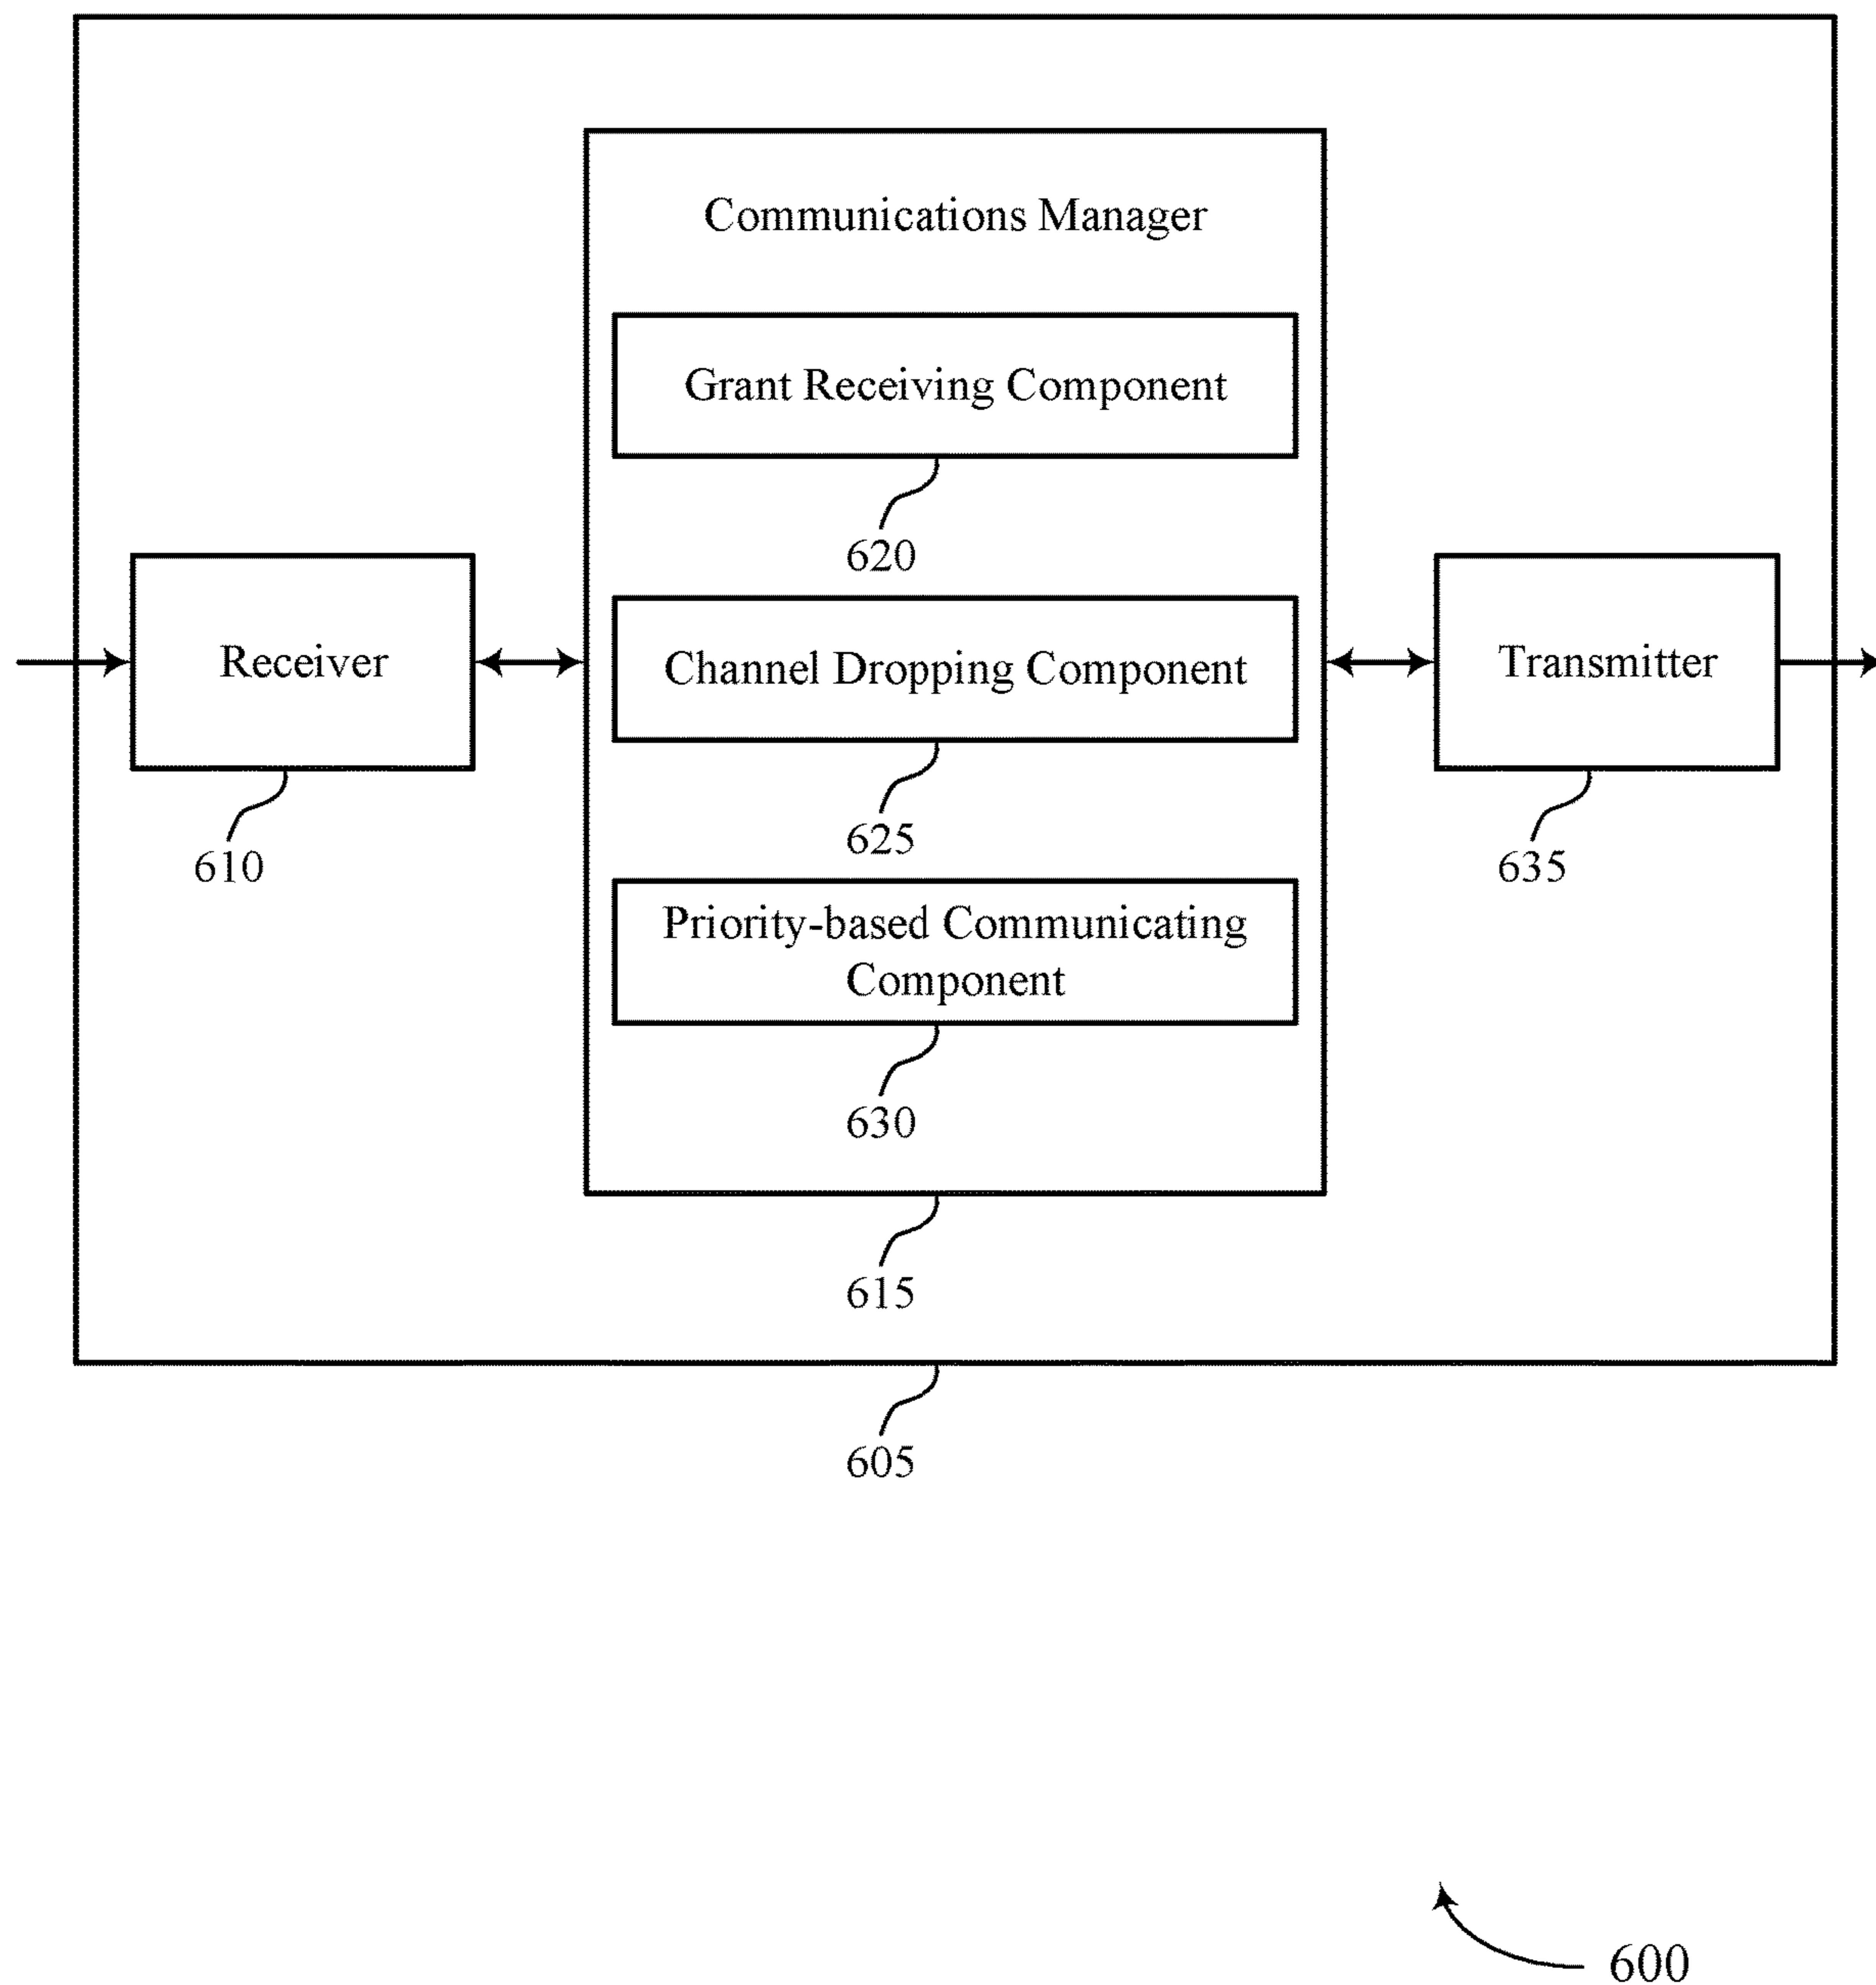 Communications Manager
Grant Receiving Component
620
Receiver
610
Channel Dropping Component
625
Transmitter
635
Priority-based Communicating
Component
630
615
605
600